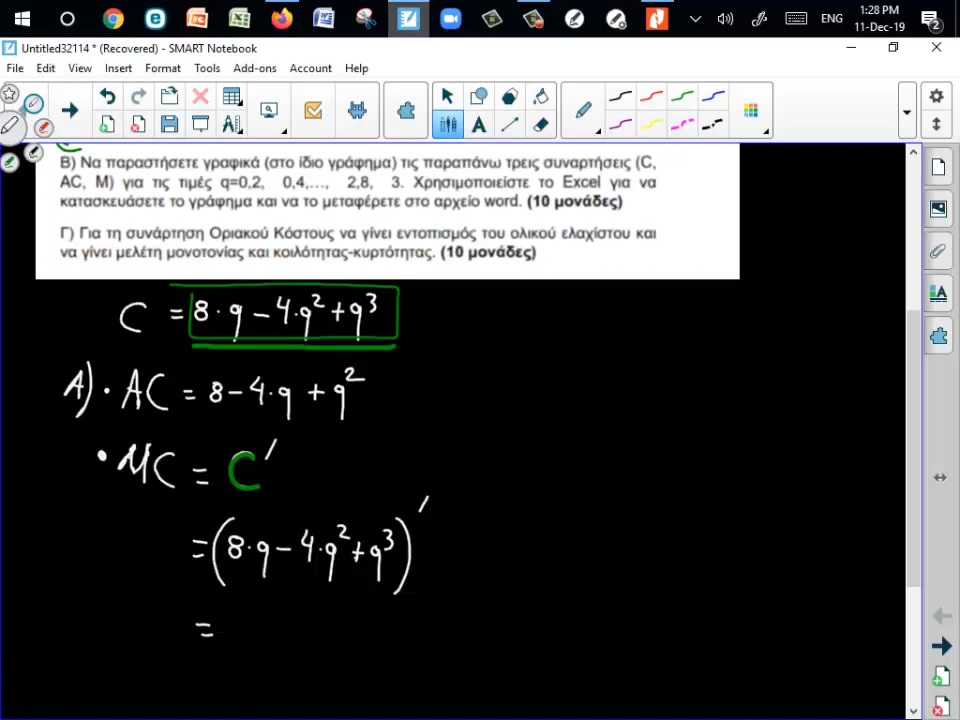 ENG
1:28 PM
11-Dec-19
2
Untitled32114 * (Recovered) - SMART Notebook
File Edit View Insert Format Tools Add-ons Account Help
Β) Να παραστήσετε γραφικά (στο ίδιο γράφημα) τις παραπάνω τρεις συναρτήσεις (C,
AC, M) για τις τιμές q=0,2, 0,4,…, 2,8, 3. Χρησιμοποιείστε το Excel για να
κατασκευάσετε το γράφημα και να το μεταφέρετε στο αρχείο word. (10 μονάδες)
Γ) Για τη συνάρτηση Οριακού Κόστους να γίνει εντοπισμός του ολικού ελαχίστου και
να γίνει μελέτη μονοτονίας και κοιλότητας-κυρτότητας. (10 μονάδες)
C = 8·q − 4·q² + q³
A) · AC = 8 − 4·q + q²
· MC = C′
= (8·q − 4·q² + q³)′
=